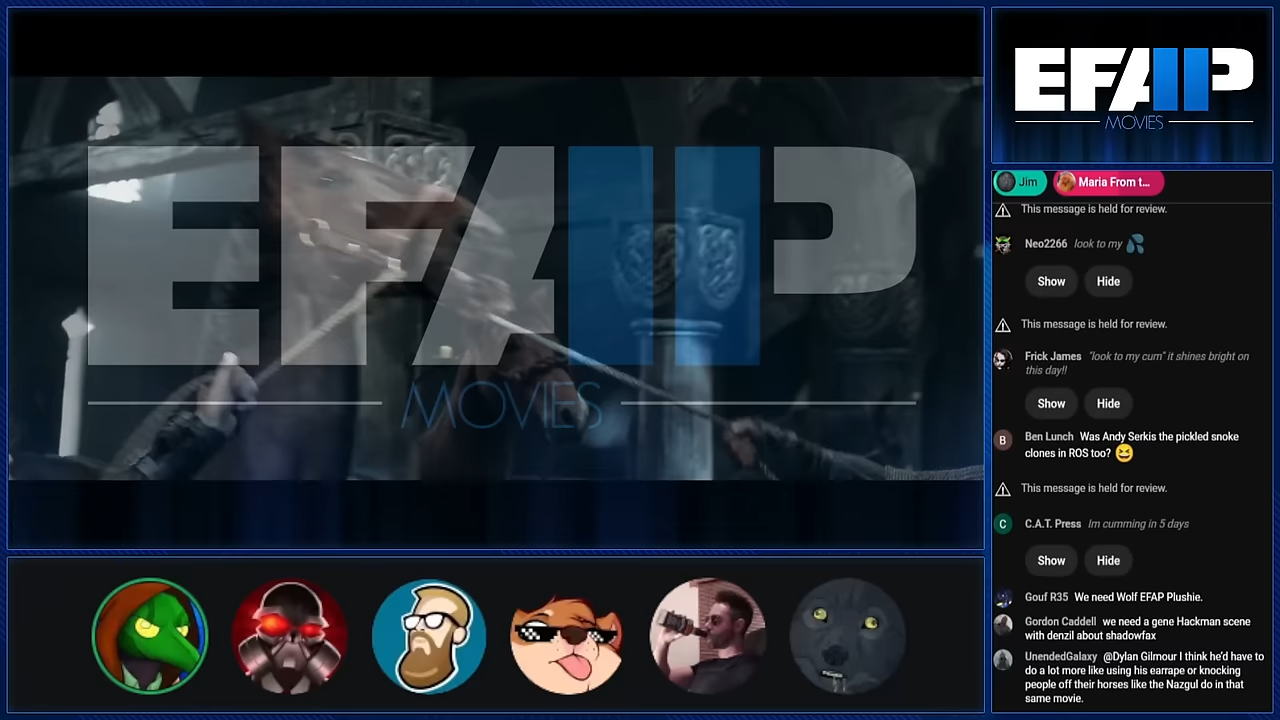 EFAP
MOVIES
EFAP
MOVIES
Jim
Maria From t...
This message is held for review.
Neo2266 look to my 💦
Show Hide
This message is held for review.
Frick James "look to my cum" it shines bright on
this day!!
Show Hide
B Ben Lunch Was Andy Serkis the pickled snoke
clones in ROS too? 😆
This message is held for review.
C C.A.T. Press Im cumming in 5 days
Show Hide
Gouf R35 We need Wolf EFAP Plushie.
Gordon Caddell we need a gene Hackman scene
with denzil about shadowfax
UnendedGalaxy @Dylan Gilmour I think he'd have to
do a lot more like using his earrape or knocking
people off their horses like the Nazgul do in that
same movie.